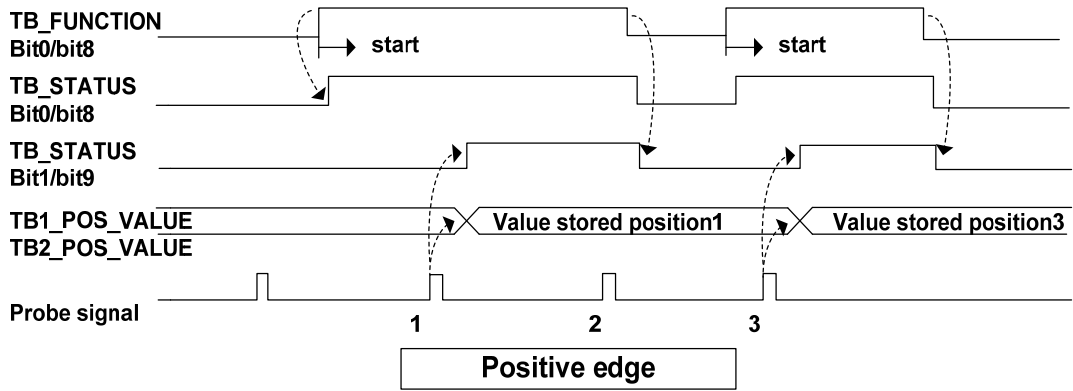 TB_FUNCTION
Bit0/bit8
start
start
TB_STATUS
Bit0/bit8
TB_STATUS
Bit1/bit9
TB1_POS_VALUE
TB2_POS_VALUE
Value stored position1
Value stored position3
Probe signal
1
2
3
Positive edge